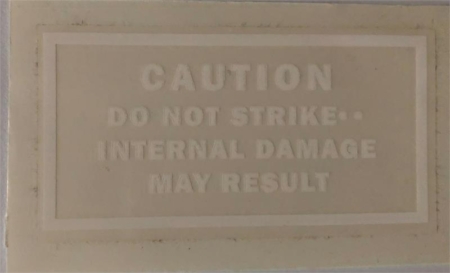 CAUTION
DO NOT STRIKE··
INTERNAL DAMAGE
MAY RESULT